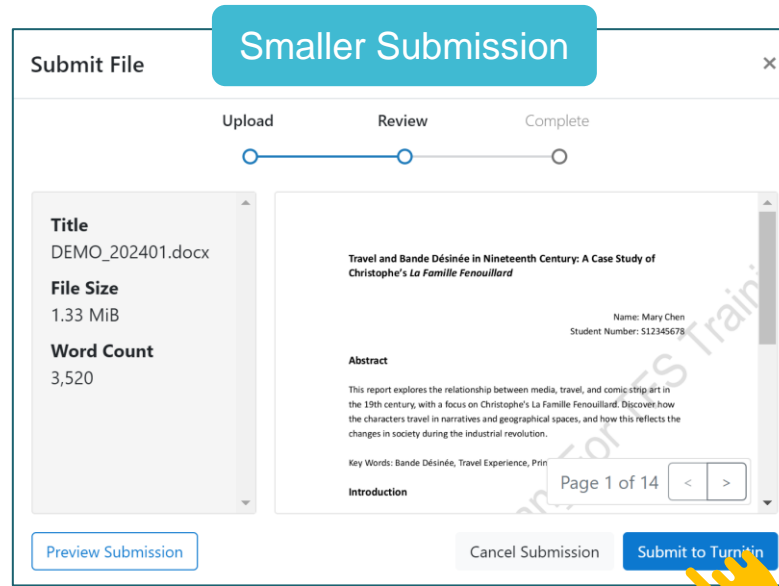 Smaller Submission
Submit File
×
Upload Review Complete
Title
DEMO_202401.docx
File Size
1.33 MiB
Word Count
3,520
Travel and Bande Désinée in Nineteenth Century: A Case Study of
Christophe's La Famille Fenouillard
Name: Mary Chen
Student Number: S12345678
Abstract
This report explores the relationship between media, travel, and comic strip art in
the 19th century, with a focus on Christophe's La Famille Fenouillard. Discover how
the characters travel in narratives and geographical spaces, and how this reflects the
changes in society during the industrial revolution.
Key Words: Bande Désinée, Travel Experience,
Introduction
For TFS
Page 1 of 14 < >
Preview Submission
Cancel Submission
Submit to Turnitin